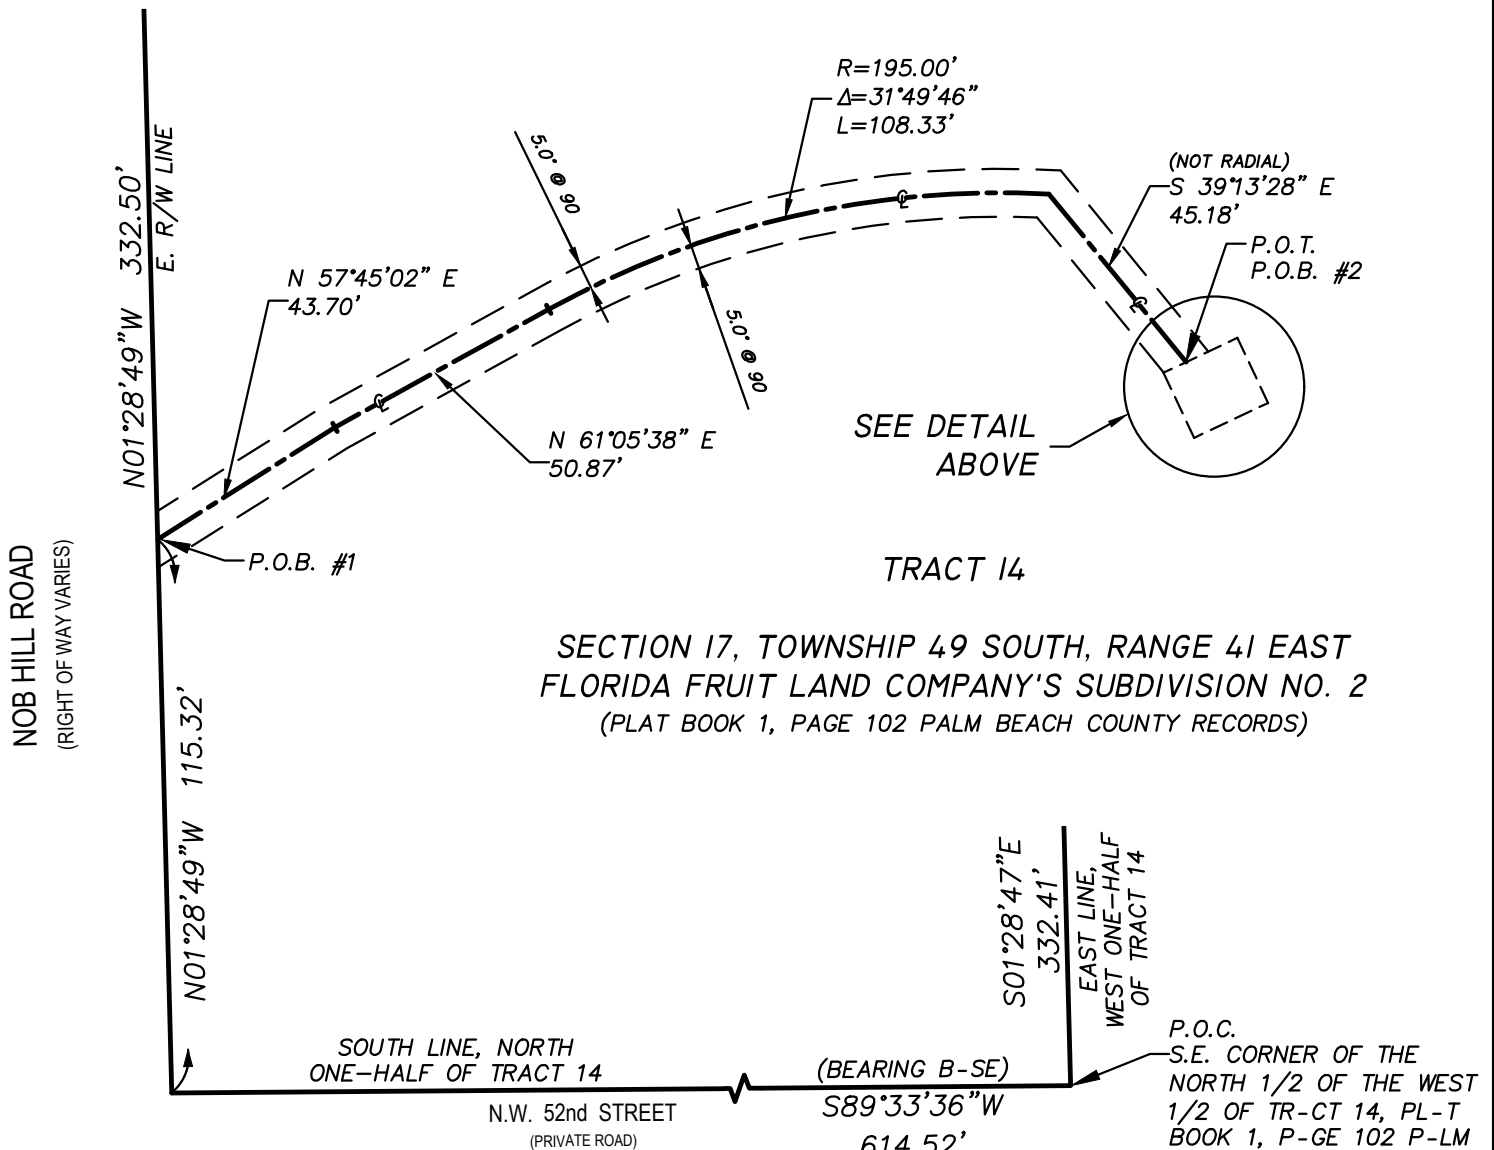 R=195.00'
Δ=31°49'46"
L=108.33'
5.0' @ 90
(NOT RADIAL)
S 39°13'28" E
45.18'
P.O.T.
P.O.B. #2
N01°28'49"W 332.50'
E. R/W LINE
N 57°45'02" E
43.70'
℄
℄
℄
5.0' @ 90
N 61°05'38" E
50.87'
SEE DETAIL
ABOVE
P.O.B. #1
TRACT 14
NOB HILL ROAD
(RIGHT OF WAY VARIES)
SECTION 17, TOWNSHIP 49 SOUTH, RANGE 41 EAST
FLORIDA FRUIT LAND COMPANY'S SUBDIVISION NO. 2
(PLAT BOOK 1, PAGE 102 PALM BEACH COUNTY RECORDS)
N01°28'49"W 115.32'
S01°28'47"E
332.41'
EAST LINE,
WEST ONE-HALF
OF TRACT 14
SOUTH LINE, NORTH
ONE-HALF OF TRACT 14
N.W. 52nd STREET
(PRIVATE ROAD)
(BEARING B-SE)
S89°33'36"W
614.52'
P.O.C.
S.E. CORNER OF THE
NORTH 1/2 OF THE WEST
1/2 OF TR-CT 14, PL-T
BOOK 1, P-GE 102 P-LM